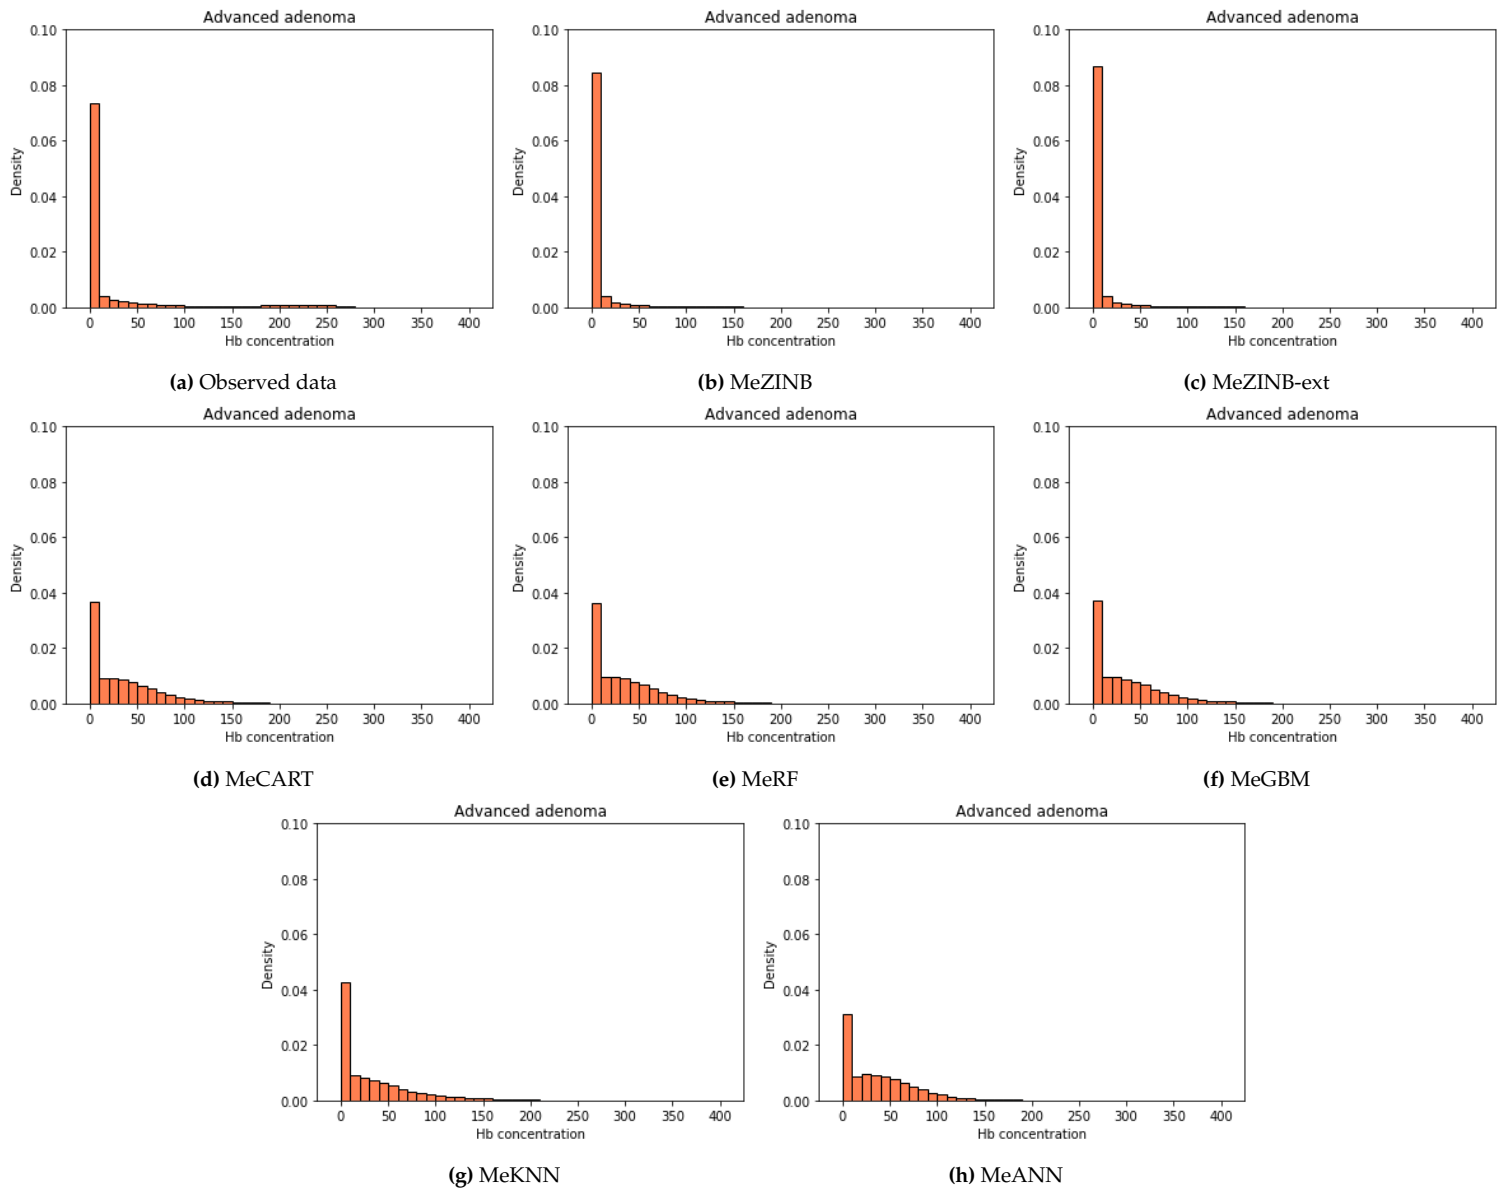 Advanced adenoma
0.10
0.08
0.06
0.04
0.02
0.00
Density
0 50 100 150 200 250 300 350 400
Hb concentration
(a) Observed data
Advanced adenoma
0.10
0.08
0.06
0.04
0.02
0.00
Density
0 50 100 150 200 250 300 350 400
Hb concentration
(b) MeZINB
Advanced adenoma
0.10
0.08
0.06
0.04
0.02
0.00
Density
0 50 100 150 200 250 300 350 400
Hb concentration
(c) MeZINB-ext
Advanced adenoma
0.10
0.08
0.06
0.04
0.02
0.00
Density
0 50 100 150 200 250 300 350 400
Hb concentration
(d) MeCART
Advanced adenoma
0.10
0.08
0.06
0.04
0.02
0.00
Density
0 50 100 150 200 250 300 350 400
Hb concentration
(e) MeRF
Advanced adenoma
0.10
0.08
0.06
0.04
0.02
0.00
Density
0 50 100 150 200 250 300 350 400
Hb concentration
(f) MeGBM
Advanced adenoma
0.10
0.08
0.06
0.04
0.02
0.00
Density
0 50 100 150 200 250 300 350 400
Hb concentration
(g) MeKNN
Advanced adenoma
0.10
0.08
0.06
0.04
0.02
0.00
Density
0 50 100 150 200 250 300 350 400
Hb concentration
(h) MeANN